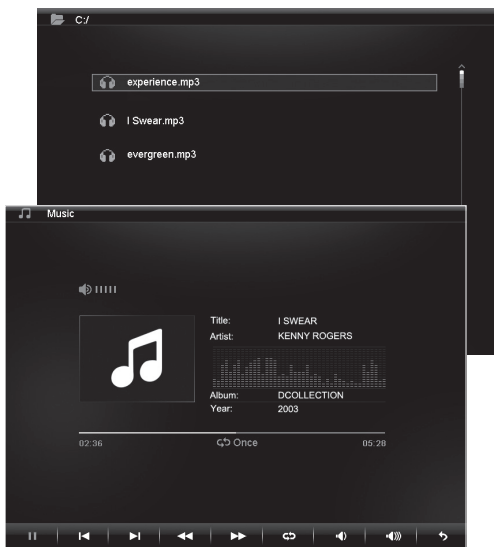 C:/
experience.mp3
I Swear.mp3
evergreen.mp3
Music
Title: I SWEAR
Artist: KENNY ROGERS
Album: DCOLLECTION
Year: 2003
02:36 Once 05:28